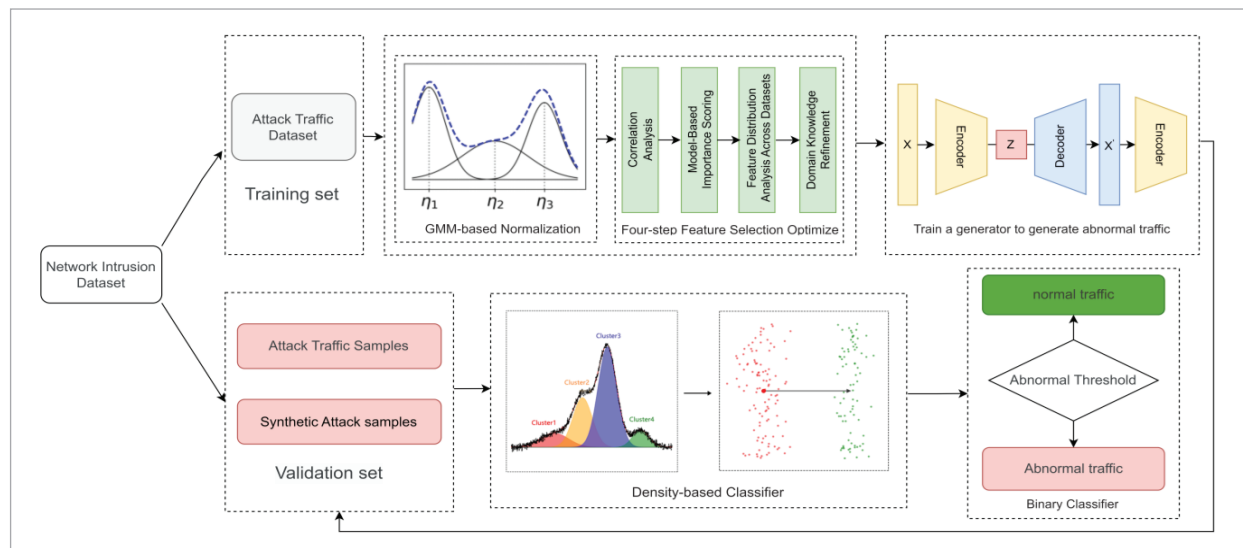 Attack Traffic
Dataset
Training set
η1
η2
η3
GMM-based Normalization
Correlation
Analysis
Model-Based
Importance Scoring
Feature Distribution
Analysis Across Datasets
Domain Knowledge
Refinement
Four-step Feature Selection Optimize
X
Encoder
Z
Decoder
X'
Encoder
Train a generator to generate abnormal traffic
Network Intrusion
Dataset
Attack Traffic Samples
Synthetic Attack samples
Validation set
Cluster1
Cluster2
Cluster3
Cluster4
Density-based Classifier
normal traffic
Abnormal Threshold
Abnormal traffic
Binary Classifier